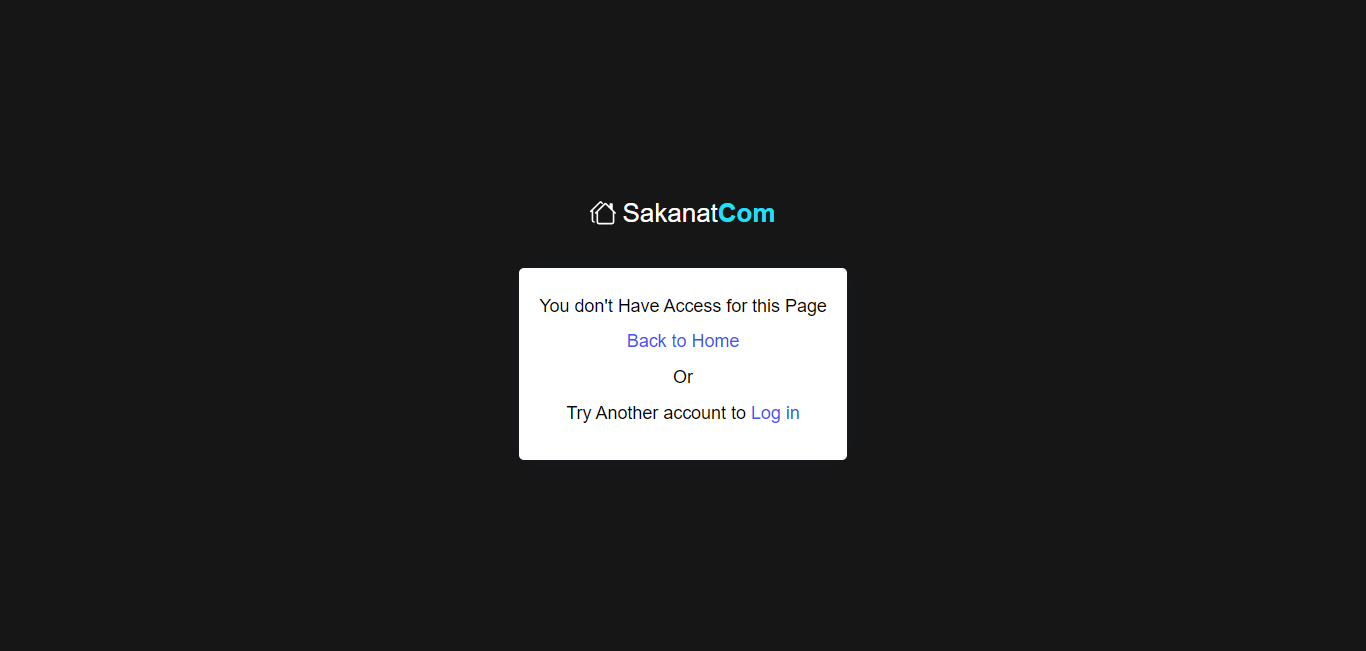 SakanatCom
You don't Have Access for this Page
Back to Home
Or
Try Another account to Log in